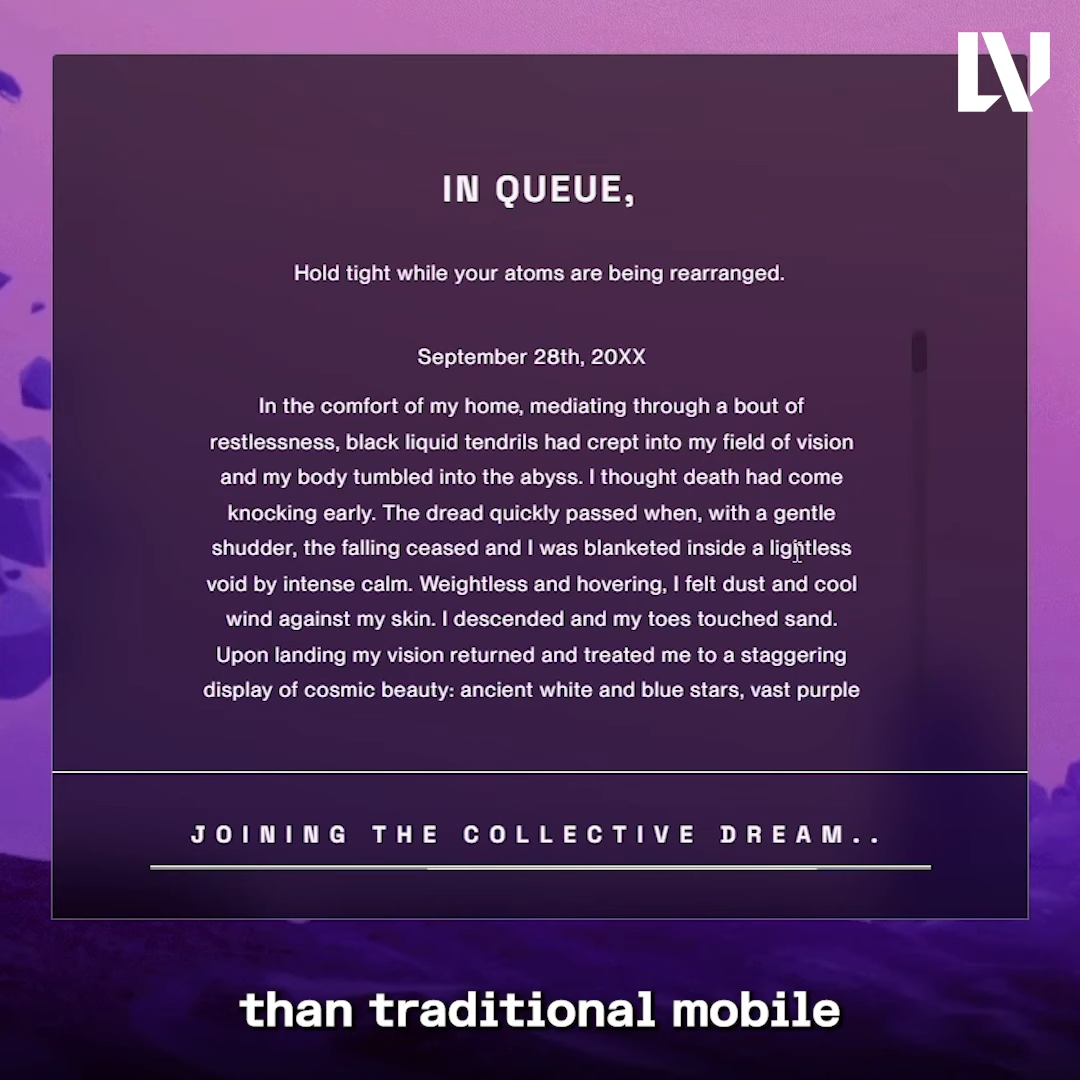 LV
IN QUEUE,
Hold tight while your atoms are being rearranged.
September 28th, 20XX
In the comfort of my home, mediating through a bout of
restlessness, black liquid tendrils had crept into my field of vision
and my body tumbled into the abyss. I thought death had come
knocking early. The dread quickly passed when, with a gentle
shudder, the falling ceased and I was blanketed inside a lightless
void by intense calm. Weightless and hovering, I felt dust and cool
wind against my skin. I descended and my toes touched sand.
Upon landing my vision returned and treated me to a staggering
display of cosmic beauty: ancient white and blue stars, vast purple
JOINING THE COLLECTIVE DREAM..
than traditional mobile